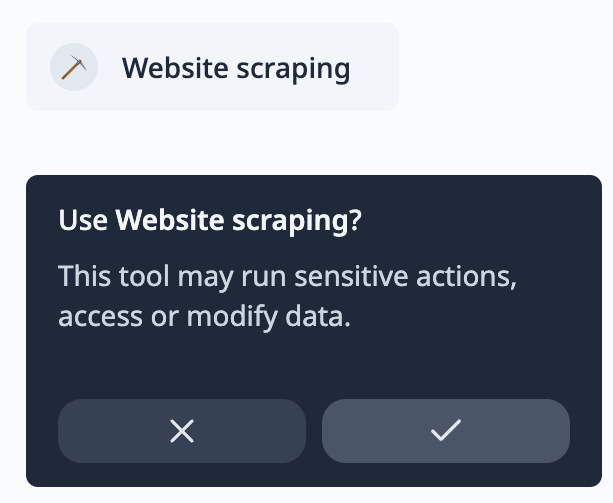 Website scraping
Use Website scraping?
This tool may run sensitive actions,
access or modify data.